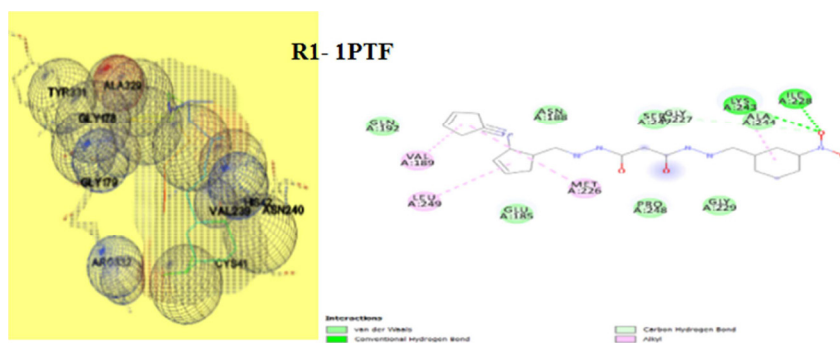 R1- 1PTF
TYR331
ALA329
GLY178
GLY179
VAL239
ASN240
CYS41
GLN
A:192
VAL
A:189
LEU
A:249
ASN
A:188
GLU
A:185
MET
A:226
GLY
A:227
PRO
A:248
GLY
A:229
LYS
A:243
ALA
A:244
ILE
A:228
Interactions
van der Waals
Conventional Hydrogen Bond
Carbon Hydrogen Bond
Alkyl